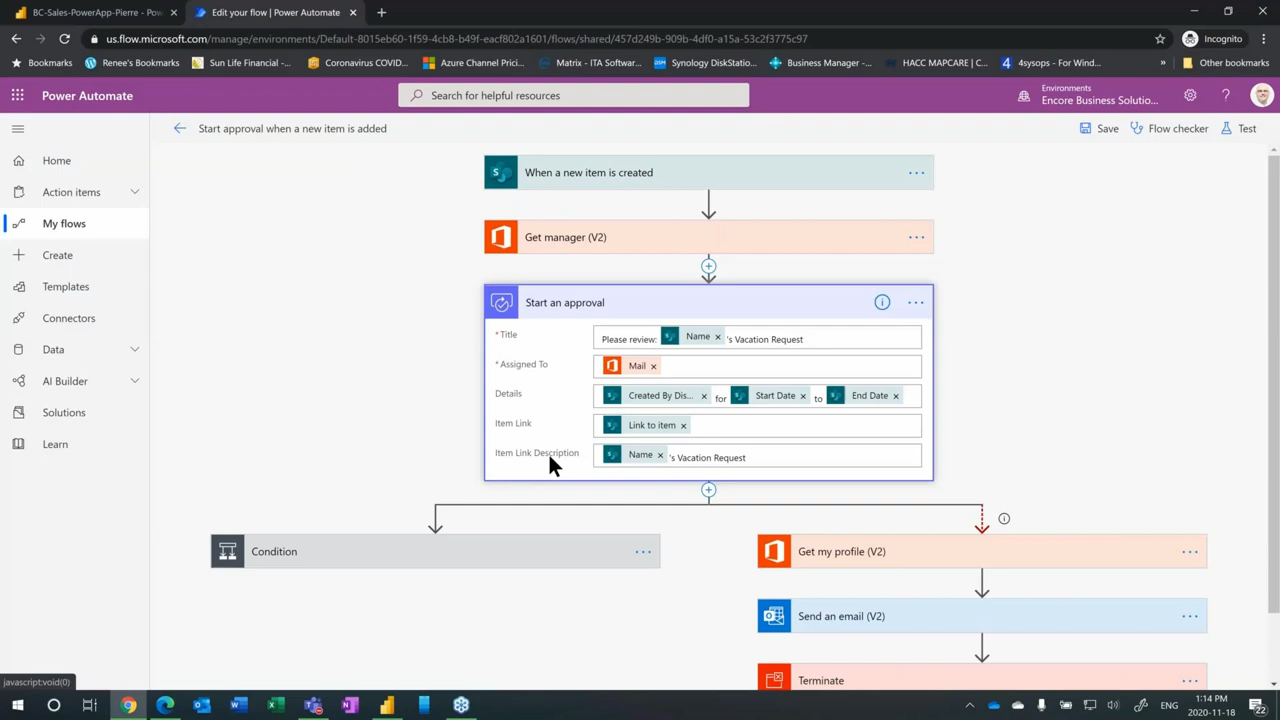 BC-Sales-PowerApp-Pierre - Pow
Edit your flow | Power Automate
us.flow.microsoft.com/manage/environments/Default-8015eb60-1f59-4cb8-b49f-eacf802a1601/flows/shared/457d249b-909b-4df0-a15a-53c2f3775c97
Incognito
Bookmarks
Renee's Bookmarks
Sun Life Financial -...
Coronavirus COVID...
Azure Channel Prici...
Matrix - ITA Softwar...
Synology DiskStatio...
Business Manager -...
HACC MAPCARE | C...
4sysops - For Wind...
»
Other bookmarks
Power Automate
Search for helpful resources
Environments
Encore Business Solutio...
Start approval when a new item is added
Save
Flow checker
Test
Home
Action items
My flows
Create
Templates
Connectors
Data
AI Builder
Solutions
Learn
When a new item is created
Get manager (V2)
Start an approval
* Title
Please review: Name × 's Vacation Request
* Assigned To
Mail ×
Details
Created By Dis... × for Start Date × to End Date ×
Item Link
Link to item ×
Item Link Description
Name × 's Vacation Request
Condition
Get my profile (V2)
Send an email (V2)
Terminate
javascript:void(0)
ENG
1:14 PM
2020-11-18
22